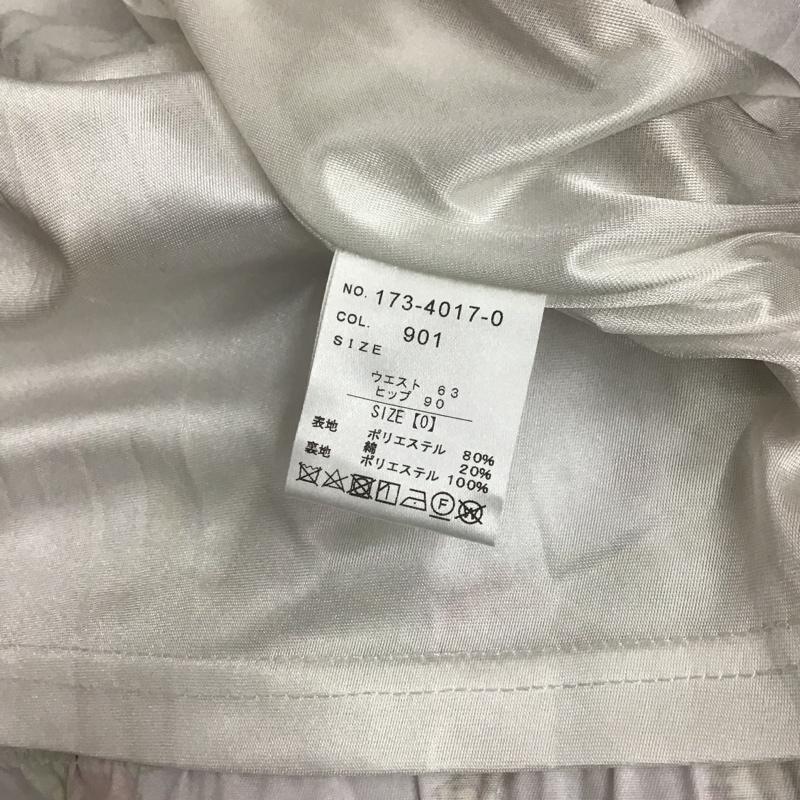 NO. 173-4017-0
COL. 901
SIZE
ウエスト 63
ヒップ 90
SIZE【0】
表地 ポリエステル 80%
綿 20%
裏地 ポリエステル 100%
F
W